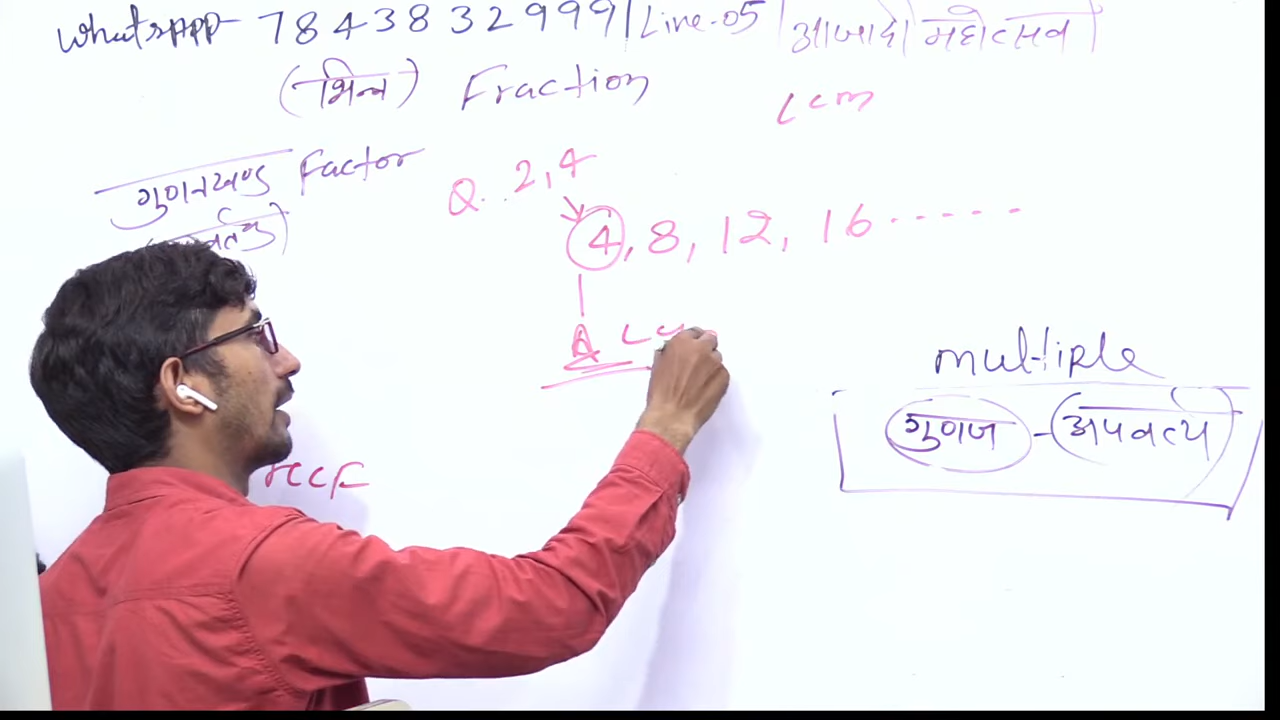 whatsppp - 7843832999 | Line-05 | आजादी महोत्सव |
(भिन्न) Fraction
Lcm
गुणनखण्ड Factor
Q. 2,4
4, 8, 12, 16 ------
multiple
गुणज - (अपवर्त्य)
HCF